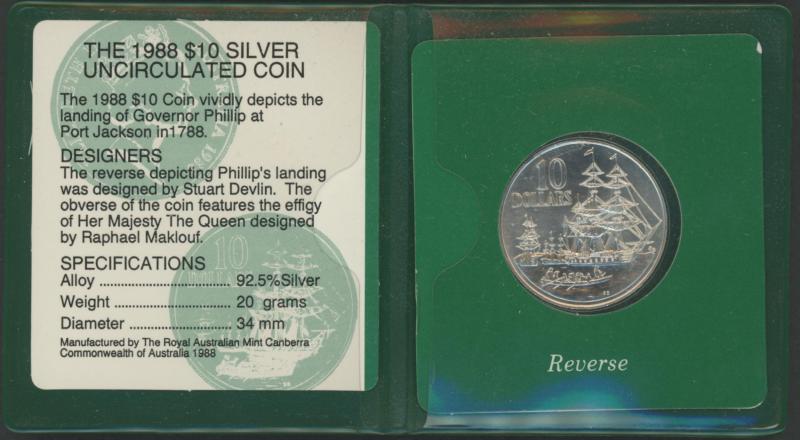 THE 1988 $10 SILVER
UNCIRCULATED COIN
The 1988 $10 Coin vividly depicts the
landing of Governor Phillip at
Port Jackson in1788.
DESIGNERS
The reverse depicting Phillip's landing
was designed by Stuart Devlin. The
obverse of the coin features the effigy
of Her Majesty The Queen designed
by Raphael Maklouf.
SPECIFICATIONS
Alloy .................................... 92.5%Silver
Weight ................................ 20 grams
Diameter ............................ 34 mm
Manufactured by The Royal Australian Mint Canberra
Commonwealth of Australia 1988
10
DOLLARS
10
DOLLARS
Reverse